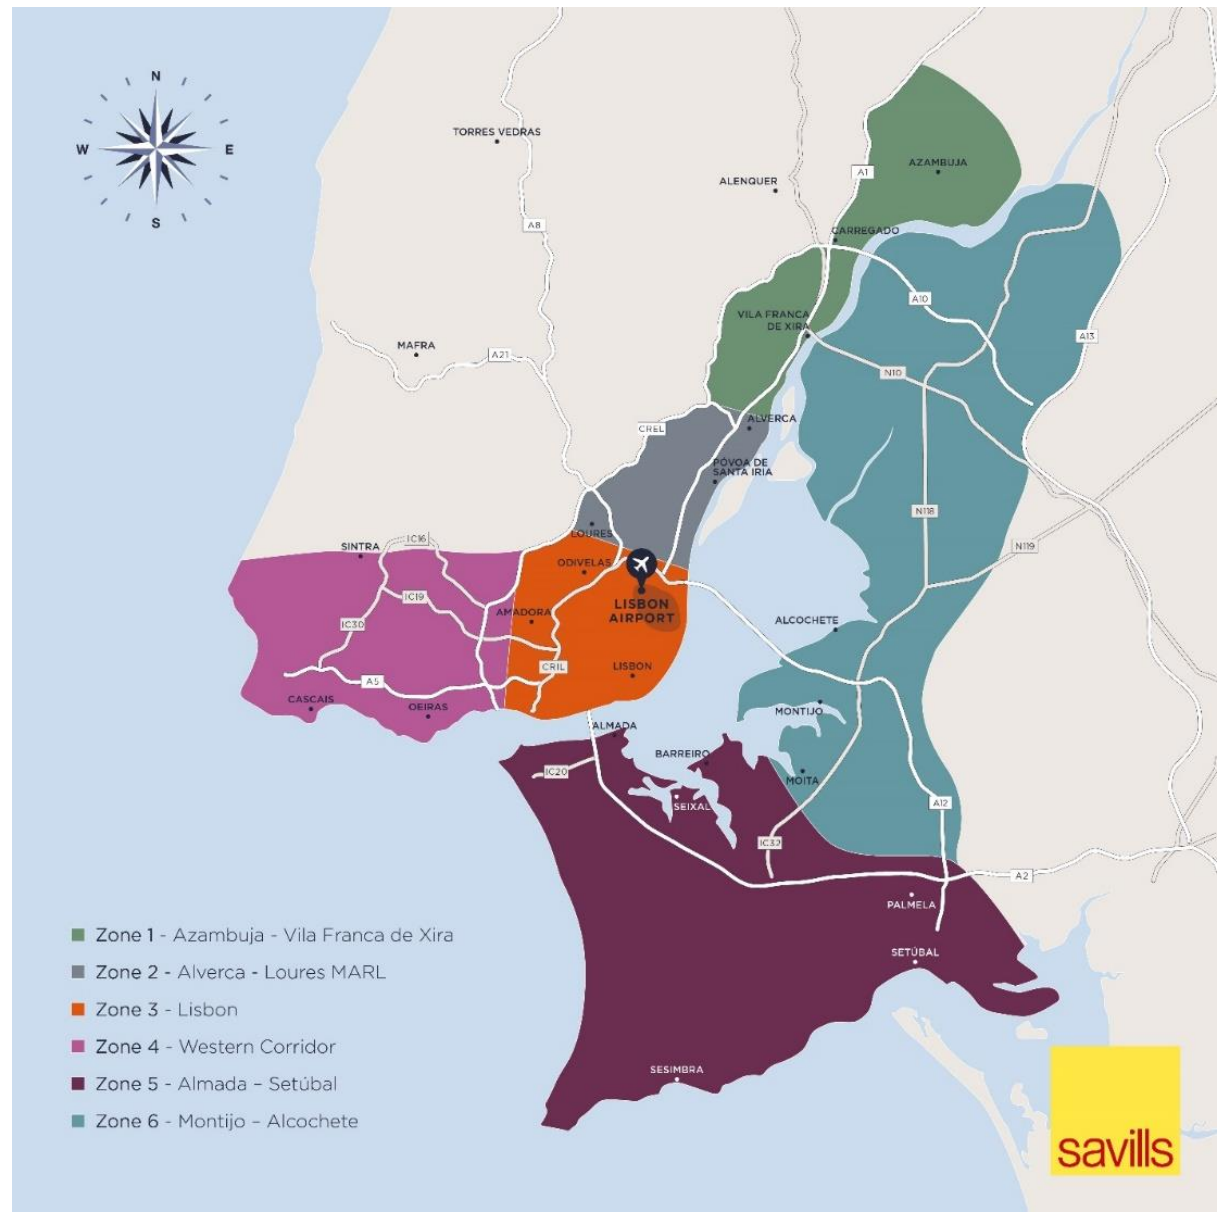 N
W
E
S
TORRES VEDRAS
AZAMBUJA
A1
ALENQUER
A8
CARREGADO
A10
VILA FRANCA
DE XIRA
A13
MAFRA
A21
N10
ALVERCA
CREL
PÓVOA DE
SANTA IRIA
N118
LOURES
IC16
SINTRA
N119
ODIVELAS
IC19
LISBON
AIRPORT
AMADORA
IC30
ALCOCHETE
CRIL
LISBON
A5
CASCAIS
OEIRAS
MONTIJO
ALMADA
BARREIRO
IC20
MOITA
SEIXAL
A12
IC32
A2
PALMELA
SETÚBAL
SESIMBRA
Zone 1 - Azambuja - Vila Franca de Xira
Zone 2 - Alverca - Loures MARL
Zone 3 - Lisbon
Zone 4 - Western Corridor
Zone 5 - Almada – Setúbal
Zone 6 - Montijo – Alcochete
savills